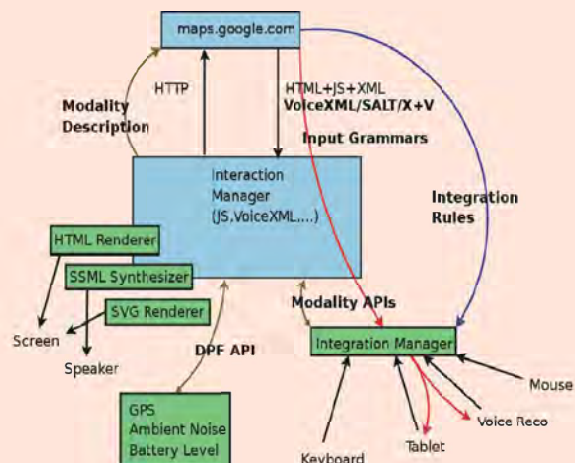 maps.google.com
HTTP
HTML+JS+XML
VoiceXML/SALT/X+V
Modality
Description
Input Grammars
Interaction
Manager
(JS,VoiceXML,...)
Integration
Rules
HTML Renderer
SSML Synthesizer
SVG Renderer
Modality APIs
Screen
Speaker
DPF API
Integration Manager
Mouse
GPS
Ambient Noise
Battery Level
Voice Reco
Tablet
Keyboard